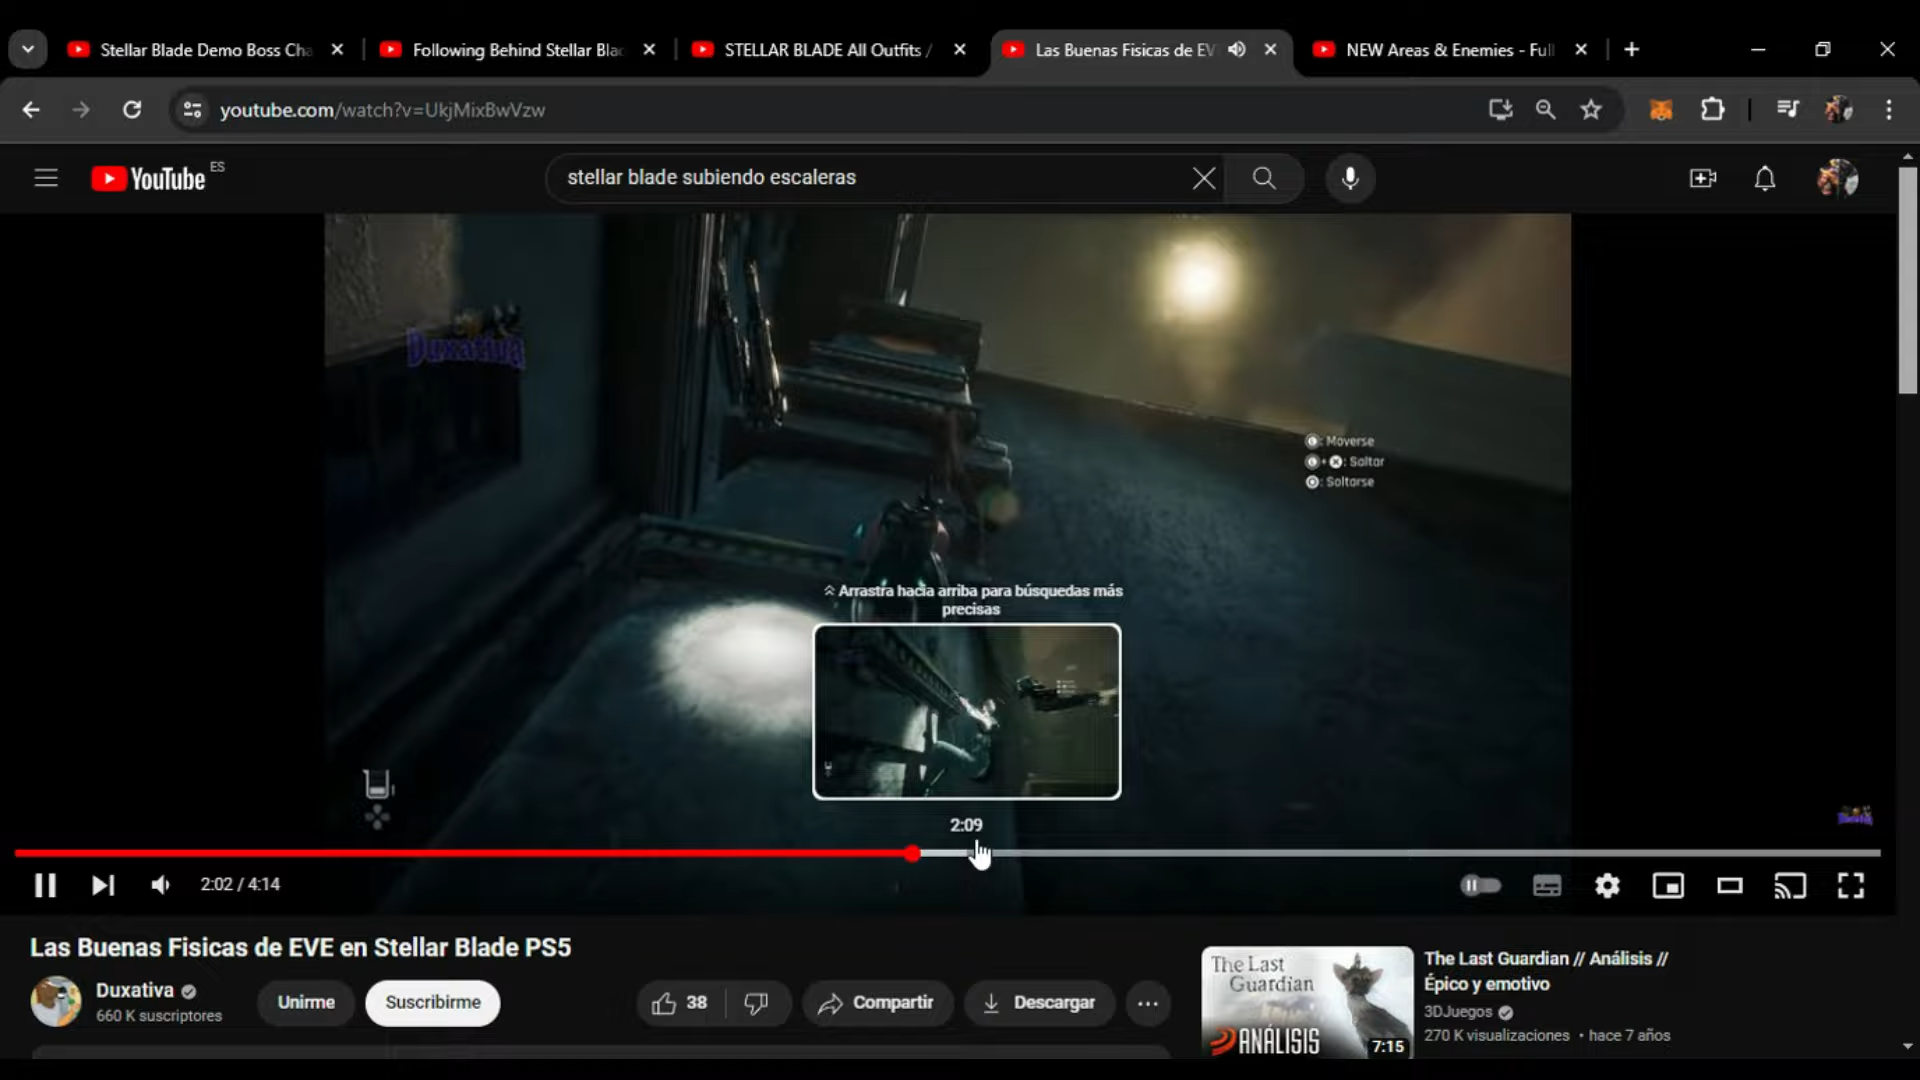 Stellar Blade Demo Boss Cha
Following Behind Stellar Blad
STELLAR BLADE All Outfits /
Las Buenas Fisicas de EV
NEW Areas & Enemies - Full
youtube.com/watch?v=UkjMixBwVzw
YouTube ES
stellar blade subiendo escaleras
Duxativa
L: Moverse
L + X: Saltar
O: Soltarse
Arrastra hacia arriba para búsquedas más
precisas
2:09
2:02 / 4:14
Las Buenas Fisicas de EVE en Stellar Blade PS5
Duxativa
660 K suscriptores
Unirme
Suscribirme
38
Compartir
Descargar
The Last
Guardian
ANÁLISIS
7:15
The Last Guardian // Análisis //
Épico y emotivo
3DJuegos
270 K visualizaciones • hace 7 años